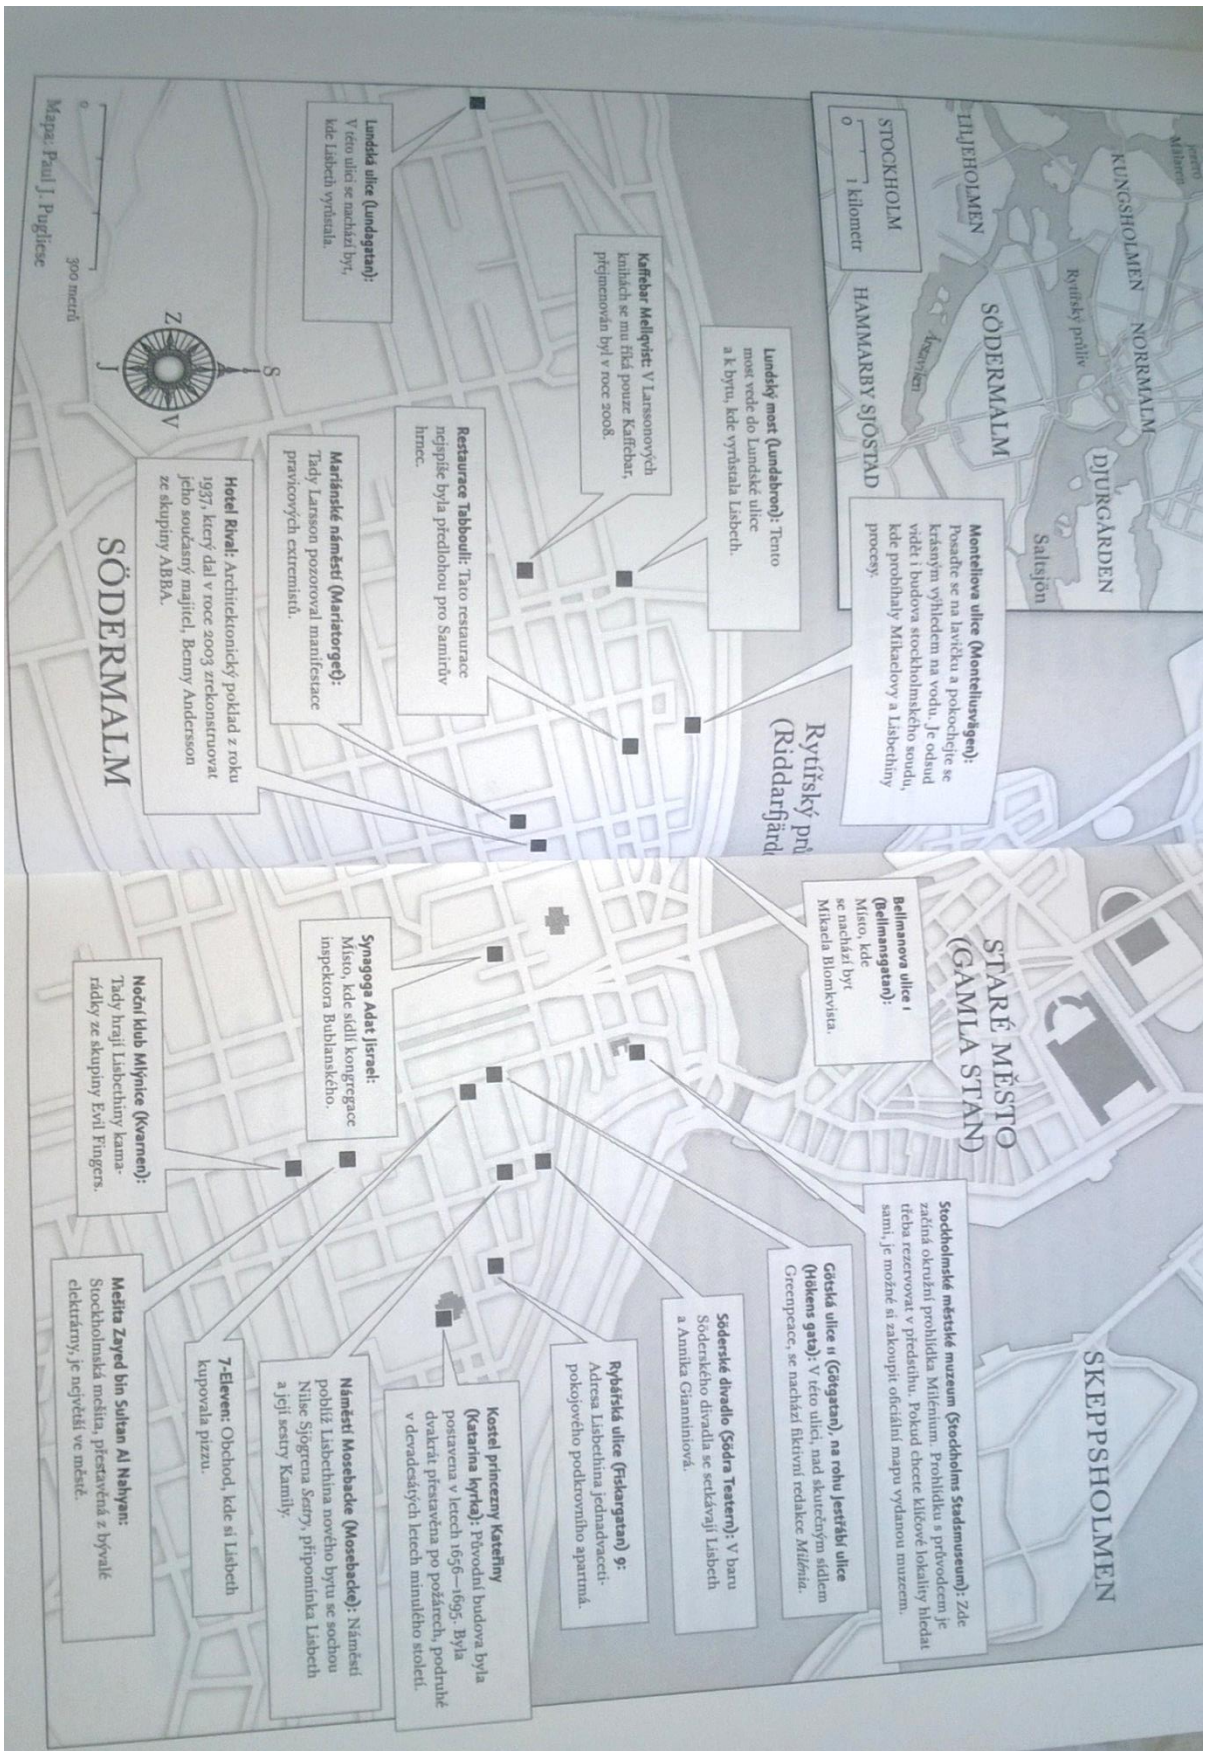 jezero
Mälaren
KUNGSHOLMEN
NORRMALM
LILJEHOLMEN
Rytířský průliv
DJURGÅRDEN
SÖDERMALM
Saltsjön
Årstaviken
HAMMARBY SJÖSTAD
STOCKHOLM
0
1 kilometr
Monteliova ulice (Monteliusvägen):
Posaďte se na lavičku a pokochejte se
krásným výhledem na vodu. Je odsud
vidět i budova stockholmského soudu,
kde probíhaly Mikaelovy a Lisbethiny
procesy.
Lundský most (Lundabron): Tento
most vede do Lundské ulice
a k bytu, kde vyrůstala Lisbeth.
Rytířský prů
(Riddarfjärd
Kaffebar Mellqvist: V Larssonových
knihách se mu říká pouze Kaffebar,
přejmenován byl v roce 2008.
Restaurace Tabbouli: Tato restaurace
nejspíše byla předlohou pro Samirův
hrnec.
Lundská ulice (Lundagatan):
V této ulici se nachází byt,
kde Lisbeth vyrůstala.
Mariánské náměstí (Mariatorget):
Tady Larsson pozoroval manifestace
pravicových extremistů.
Hotel Rival: Architektonický poklad z roku
1937, který dal v roce 2003 zrekonstruovat
jeho současný majitel, Benny Andersson
ze skupiny ABBA.
S
Z
V
J
SÖDERMALM
0
300 metrů
Mapa: Paul J. Pugliese
STARÉ MĚSTO
(GAMLA STAN)
SKEPPSHOLMEN
Bellmanova ulice 1
(Bellmansgatan):
Místo, kde
se nachází byt
Mikaela Blomkvista.
Stockholmské městské muzeum (Stockholms Stadsmuseum): Zde
začíná okružní prohlídka Milénium. Prohlídku s průvodcem je
třeba rezervovat v předstihu. Pokud chcete klíčové lokality hledat
sami, je možné si zakoupit oficiální mapu vydanou muzeem.
Götská ulice 11 (Götgatan), na rohu Jestřábí ulice
(Hökens gata): V této ulici, nad skutečným sídlem
Greenpeace, se nachází fiktivní redakce Milénia.
Söderské divadlo (Södra Teatern): V baru
Söderského divadla se setkávají Lisbeth
a Annika Gianniniová.
Rybářská ulice (Fiskargatan) 9:
Adresa Lisbethina jednadvaceti-
pokojového podkrovního apartmá.
Kostel princezny Kateřiny
(Katarina kyrka): Původní budova byla
postavena v letech 1656–1695. Byla
dvakrát přestavěna po požárech, podruhé
v devadesátých letech minulého století.
Náměstí Mosebacke (Mosebacke): Náměstí
poblíž Lisbethina nového bytu se sochou
Nilse Sjögrena Sestry, připomínka Lisbeth
a její sestry Kamily.
7-Eleven: Obchod, kde si Lisbeth
kupovala pizzu.
Mešita Zayed bin Sultan Al Nahyan:
Stockholmská mešita, přestavěná z bývalé
elektrárny, je největší ve městě.
Synagoga Adat Jisrael:
Místo, kde sídlí kongregace
inspektora Bublanského.
Noční klub Mlýnice (Kvarnen):
Tady hrají Lisbethiny kama-
rádky ze skupiny Evil Fingers.